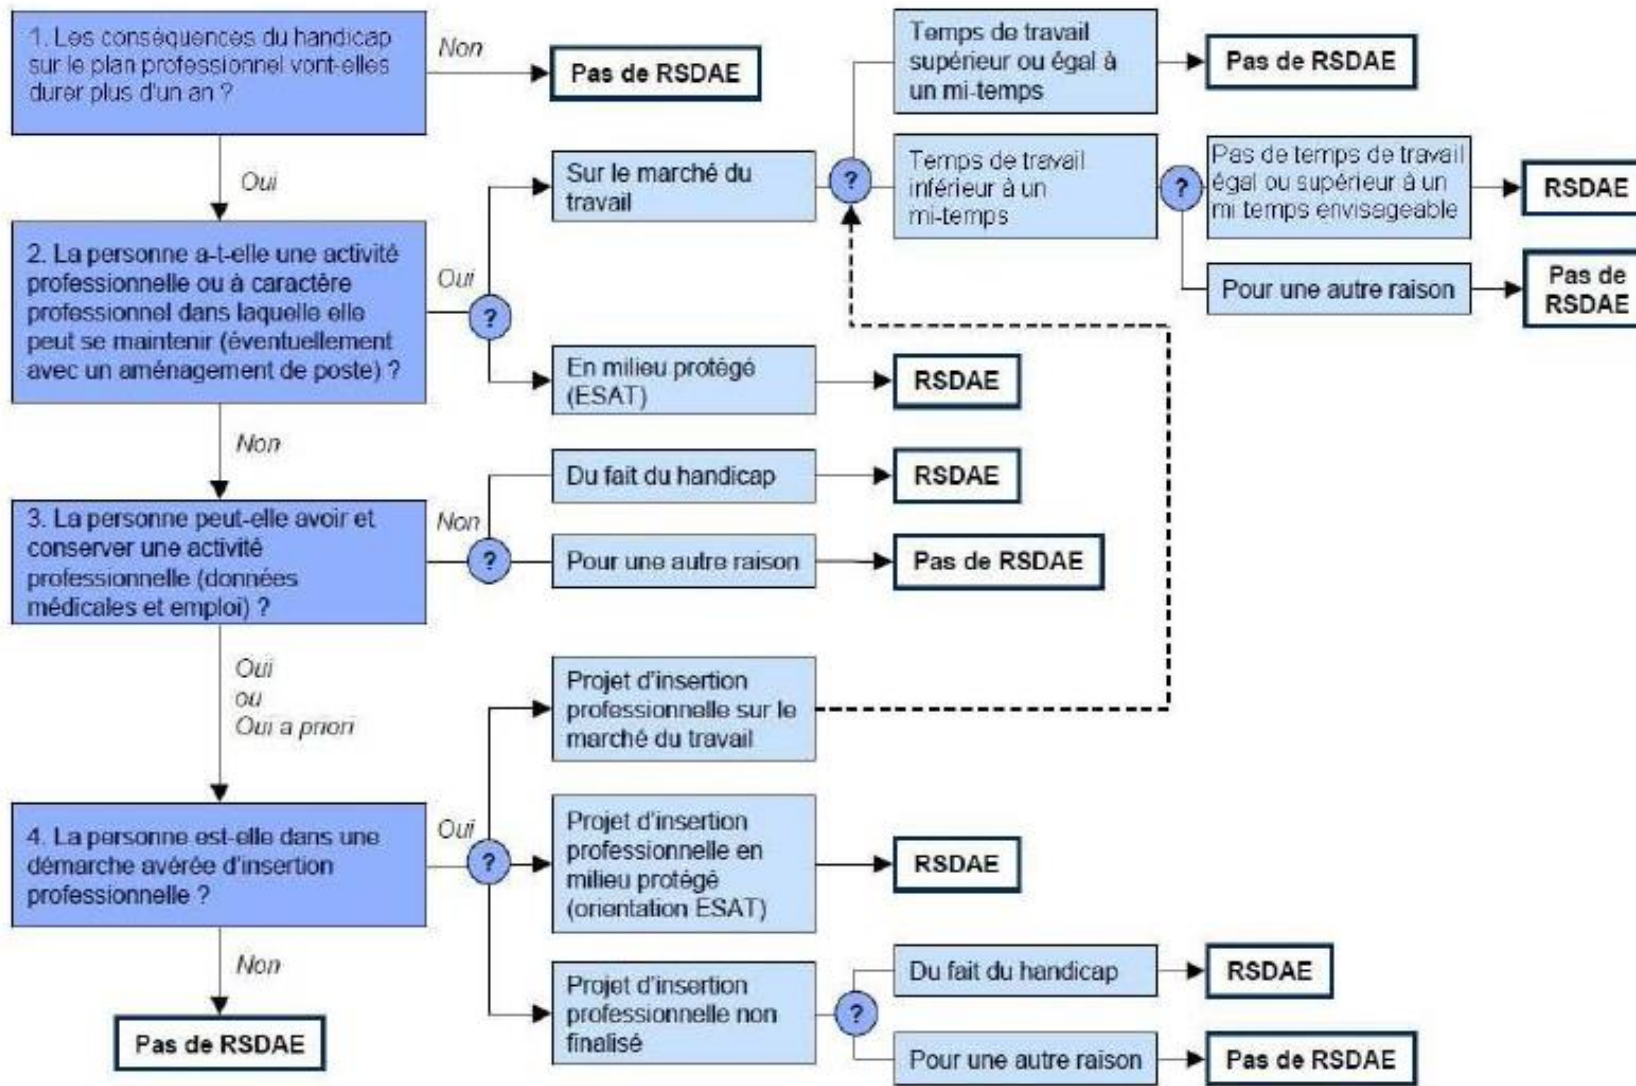 1. Les conséquences du handicap
sur le plan professionnel vont-elles
durer plus d'un an ?
Non
Pas de RSDAE
Oui
2. La personne a-t-elle une activité
professionnelle ou à caractère
professionnel dans laquelle elle
peut se maintenir (éventuellement
avec un aménagement de poste) ?
Oui
?
Sur le marché du
travail
?
Temps de travail
supérieur ou égal à
un mi-temps
Pas de RSDAE
Temps de travail
inférieur à un
mi-temps
?
Pas de temps de travail
égal ou supérieur à un
mi temps envisageable
RSDAE
Pour une autre raison
Pas de
RSDAE
En milieu protégé
(ESAT)
RSDAE
Non
3. La personne peut-elle avoir et
conserver une activité
professionnelle (données
médicales et emploi) ?
Non
?
Du fait du handicap
RSDAE
Pour une autre raison
Pas de RSDAE
Oui
ou
Oui a priori
4. La personne est-elle dans une
démarche avérée d'insertion
professionnelle ?
Oui
?
Projet d'insertion
professionnelle sur le
marché du travail
Projet d'insertion
professionnelle en
milieu protégé
(orientation ESAT)
RSDAE
Projet d'insertion
professionnelle non
finalisé
?
Du fait du handicap
RSDAE
Pour une autre raison
Pas de RSDAE
Non
Pas de RSDAE